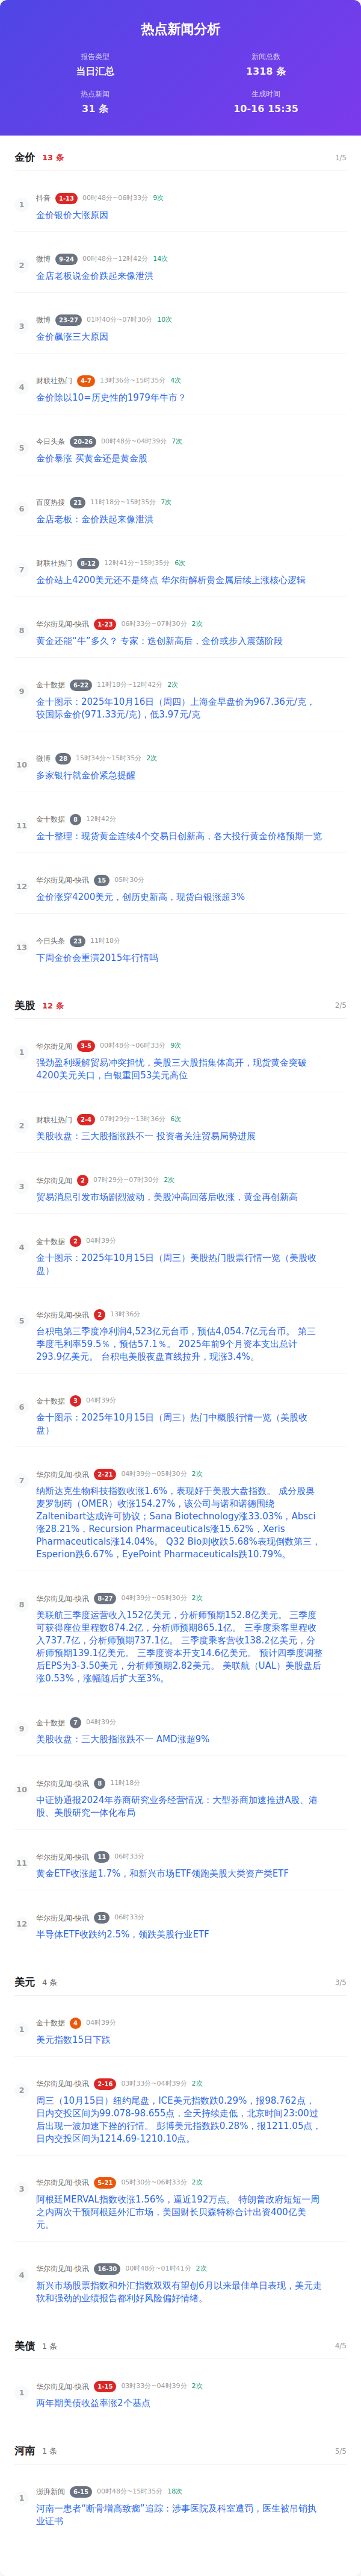 热点新闻分析
报告类型
当日汇总
新闻总数
1318 条
热点新闻
31 条
生成时间
10-16 15:35
金价 13 条 1/5
1 抖音 1-13 00时48分~06时33分 9次
金价银价大涨原因
2 微博 9-24 00时48分~12时42分 14次
金店老板说金价跌起来像泄洪
3 微博 23-27 01时40分~07时30分 10次
金价飙涨三大原因
4 财联社热门 4-7 13时36分~15时35分 4次
金价除以10=历史性的1979年牛市？
5 今日头条 20-26 00时48分~04时39分 7次
金价暴涨 买黄金还是黄金股
6 百度热搜 21 11时18分~15时35分 7次
金店老板：金价跌起来像泄洪
7 财联社热门 8-12 12时41分~15时35分 6次
金价站上4200美元还不是终点 华尔街解析贵金属后续上涨核心逻辑
8 华尔街见闻-快讯 1-23 06时33分~07时30分 2次
黄金还能“牛”多久？ 专家：迭创新高后，金价或步入震荡阶段
9 金十数据 6-22 11时18分~12时42分 2次
金十图示：2025年10月16日（周四）上海金早盘价为967.36元/克，
较国际金价(971.33元/克)，低3.97元/克
10 微博 28 15时34分~15时35分 2次
多家银行就金价紧急提醒
11 金十数据 8 12时42分
金十整理：现货黄金连续4个交易日创新高，各大投行黄金价格预期一览
12 华尔街见闻-快讯 15 05时30分
金价涨穿4200美元，创历史新高，现货白银涨超3%
13 今日头条 23 11时18分
下周金价会重演2015年行情吗
美股 12 条 2/5
1 华尔街见闻 3-5 00时48分~06时33分 9次
强劲盈利缓解贸易冲突担忧，美股三大股指集体高开，现货黄金突破
4200美元关口，白银重回53美元高位
2 财联社热门 2-4 07时29分~13时36分 6次
美股收盘：三大股指涨跌不一 投资者关注贸易局势进展
3 华尔街见闻 2 07时29分~07时30分 2次
贸易消息引发市场剧烈波动，美股冲高回落后收涨，黄金再创新高
4 金十数据 2 04时39分
金十图示：2025年10月15日（周三）美股热门股票行情一览（美股收
盘）
5 华尔街见闻-快讯 2 13时36分
台积电第三季度净利润4,523亿元台币，预估4,054.7亿元台币。 第三
季度毛利率59.5％，预估57.1％。 2025年前9个月资本支出总计
293.9亿美元。 台积电美股夜盘直线拉升，现涨3.4%。
6 金十数据 3 04时39分
金十图示：2025年10月15日（周三）热门中概股行情一览（美股收
盘）
7 华尔街见闻-快讯 2-21 04时39分~05时30分 2次
纳斯达克生物科技指数收涨1.6%，表现好于美股大盘指数。 成分股奥
麦罗制药（OMER）收涨154.27%，该公司与诺和诺德围绕
Zaltenibart达成许可协议；Sana Biotechnology涨33.03%，Absci
涨28.21%，Recursion Pharmaceuticals涨15.62%，Xeris
Pharmaceuticals涨14.04%。 Q32 Bio则收跌5.68%表现倒数第三，
Esperion跌6.67%，EyePoint Pharmaceuticals跌10.79%。
8 华尔街见闻-快讯 8-27 04时39分~05时30分 2次
美联航三季度运营收入152亿美元，分析师预期152.8亿美元。 三季度
可获得座位里程数874.2亿，分析师预期865.1亿。 三季度乘客里程收
入737.7亿，分析师预期737.1亿。 三季度乘客营收138.2亿美元，分
析师预期139.1亿美元。 三季度资本开支14.6亿美元。 预计四季度调整
后EPS为3-3.50美元，分析师预期2.82美元。 美联航（UAL）美股盘后
涨0.53%，涨幅随后扩大至3%。
9 金十数据 7 04时39分
美股收盘：三大股指涨跌不一 AMD涨超9%
10 华尔街见闻-快讯 8 11时18分
中证协通报2024年券商研究业务经营情况：大型券商加速推进A股、港
股、美股研究一体化布局
11 华尔街见闻-快讯 11 06时33分
黄金ETF收涨超1.7%，和新兴市场ETF领跑美股大类资产类ETF
12 华尔街见闻-快讯 13 06时33分
半导体ETF收跌约2.5%，领跌美股行业ETF
美元 4 条 3/5
1 金十数据 4 04时39分
美元指数15日下跌
2 华尔街见闻-快讯 2-16 03时33分~04时39分 2次
周三（10月15日）纽约尾盘，ICE美元指数跌0.29%，报98.762点，
日内交投区间为99.078-98.655点，全天持续走低，北京时间23:00过
后出现一波加速下挫的行情。 彭博美元指数跌0.28%，报1211.05点，
日内交投区间为1214.69-1210.10点。
3 华尔街见闻-快讯 5-21 05时30分~06时33分 2次
阿根廷MERVAL指数收涨1.56%，逼近192万点。 特朗普政府短短一周
之内两次干预阿根廷外汇市场，美国财长贝森特称合计出资400亿美
元。
4 华尔街见闻-快讯 16-30 00时48分~01时41分 2次
新兴市场股票指数和外汇指数双双有望创6月以来最佳单日表现，美元走
软和强劲的业绩报告都利好风险偏好情绪。
美债 1 条 4/5
1 华尔街见闻-快讯 1-15 03时33分~04时39分 2次
两年期美债收益率涨2个基点
河南 1 条 5/5
1 澎湃新闻 6-15 00时48分~15时35分 18次
河南一患者“断骨增高致瘸”追踪：涉事医院及科室遭罚，医生被吊销执
业证书